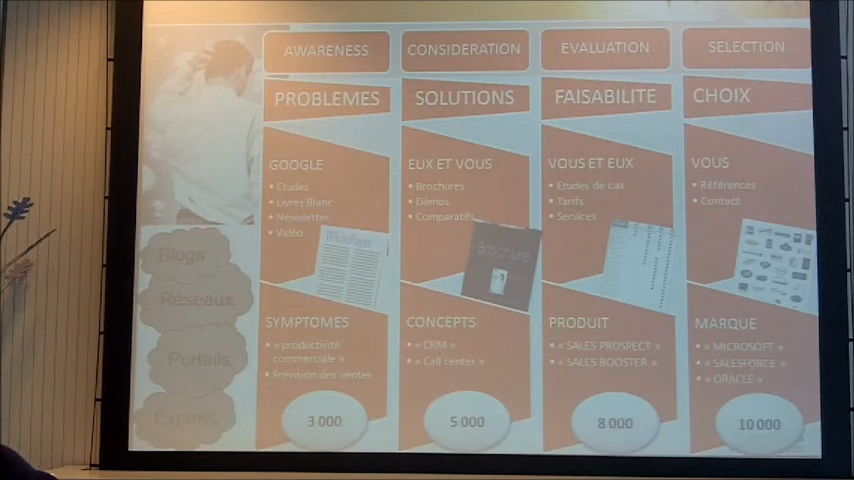 AWARENESS
CONSIDERATION
EVALUATION
SELECTION
PROBLEMES
SOLUTIONS
FAISABILITE
CHOIX
GOOGLE
• Etudes
• Livres Blanc
• Newsletter
• Vidéo
EUX ET VOUS
• Brochures
• Démos
• Comparatifs
VOUS ET EUX
• Etudes de cas
• Tarifs
• Services
VOUS
• Références
• Contact
White Pages
Brochure
Blogs
Réseaux
Portails
Experts
SYMPTOMES
• « productivité
commerciale »
• Prévision des ventes
CONCEPTS
• « CRM »
• « Call center »
PRODUIT
• « SALES PROSPECT »
• « SALES BOOSTER »
MARQUE
• « MICROSOFT »
• « SALESFORCE »
• « ORACLE »
3 000
5 000
8 000
10 000